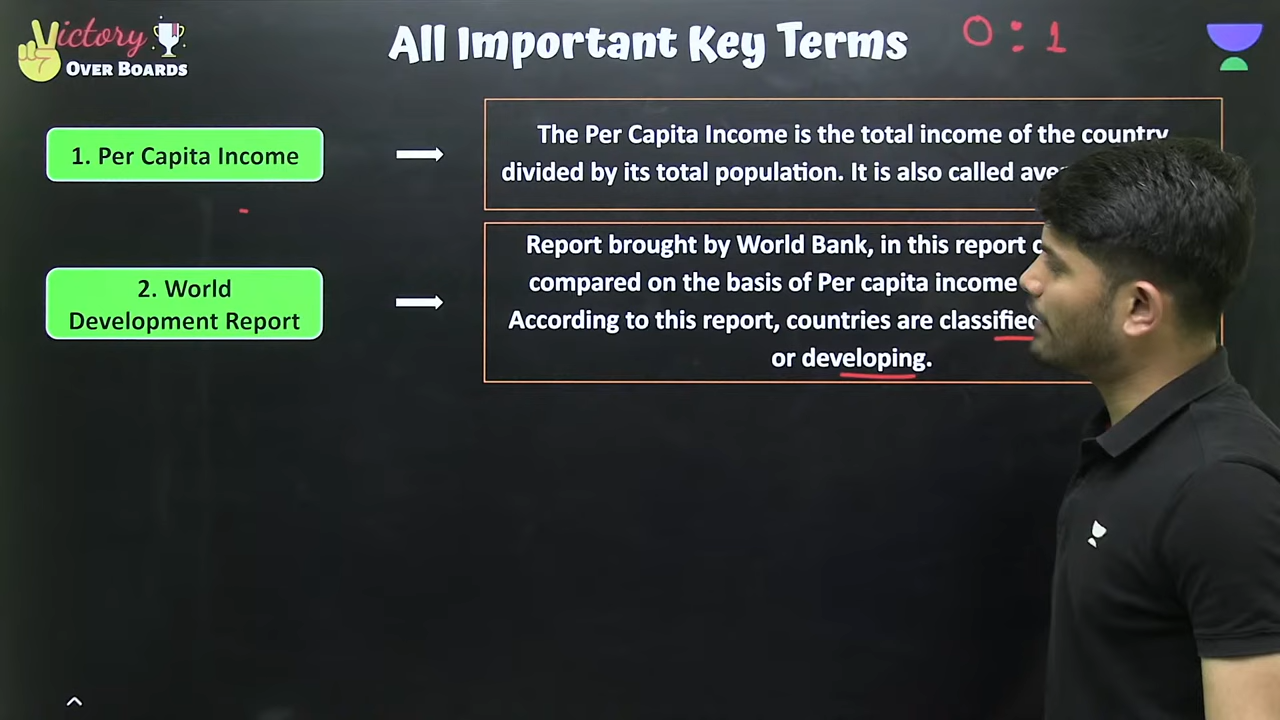 Victory
OVER BOARDS
All Important Key Terms
0 : 1
1. Per Capita Income
The Per Capita Income is the total income of the country
divided by its total population. It is also called
2. World
Development Report
Report brought by World Bank, in this report
compared on the basis of Per capita income
According to this report, countries are classified
or developing.